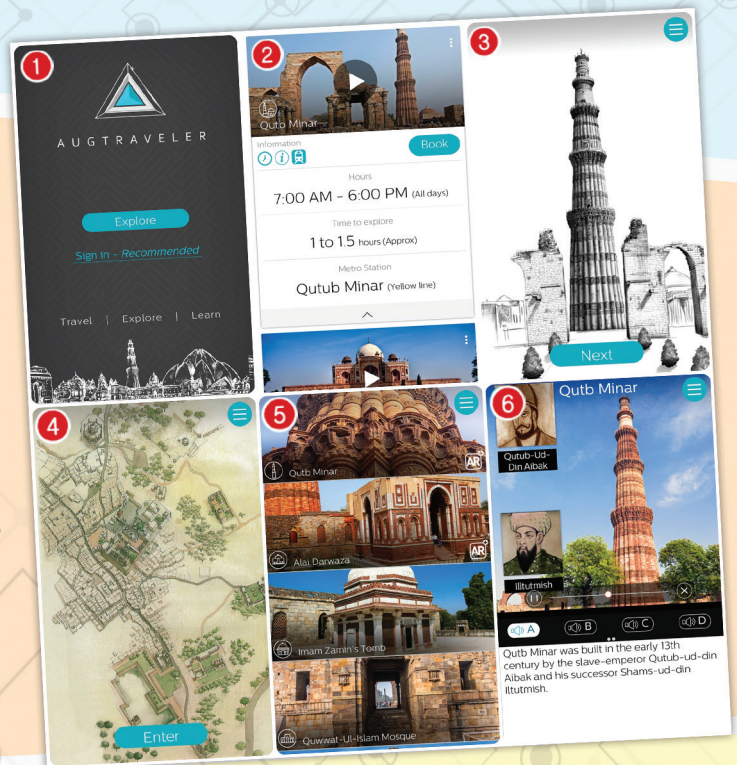 1
AUGTRAVELER
Explore
Sign In - Recommended
Travel | Explore | Learn
2
Qutb Minar
Information
Book
Hours
7:00 AM - 6:00 PM (All days)
Time to explore
1 to 1.5 hours (Approx)
Metro Station
Qutub Minar (Yellow line)
3
Next
4
Enter
5
Qutb Minar
AR
Alai Darwaza
AR
Imam Zamin's Tomb
Quwwat-Ul-Islam Mosque
6
Qutb Minar
Qutub-Ud-
Din Aibak
Illtutmish
A
B
C
D
Qutb Minar was built in the early 13th
century by the slave-emperor Qutub-ud-din
Aibak and his successor Shams-ud-din
Iltutmish.